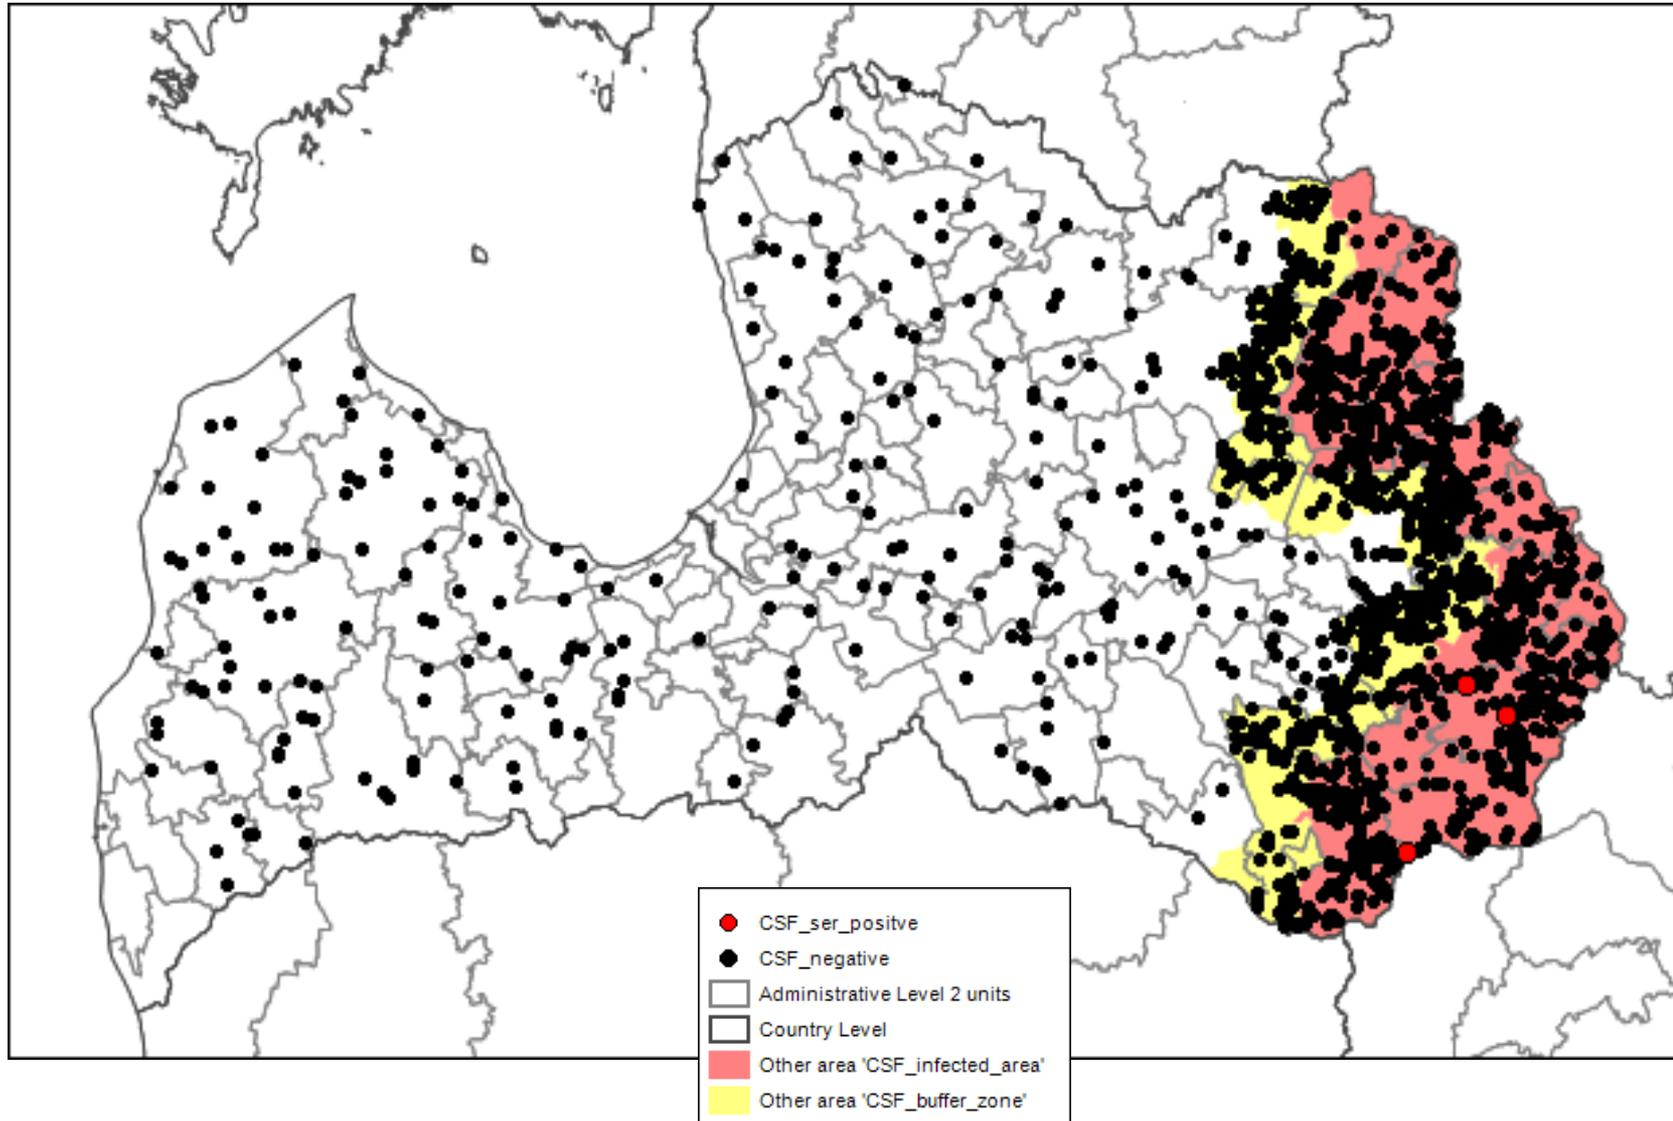 CSF_ser_positve
CSF_negative
Administrative Level 2 units
Country Level
Other area 'CSF_infected_area'
Other area 'CSF_buffer_zone'